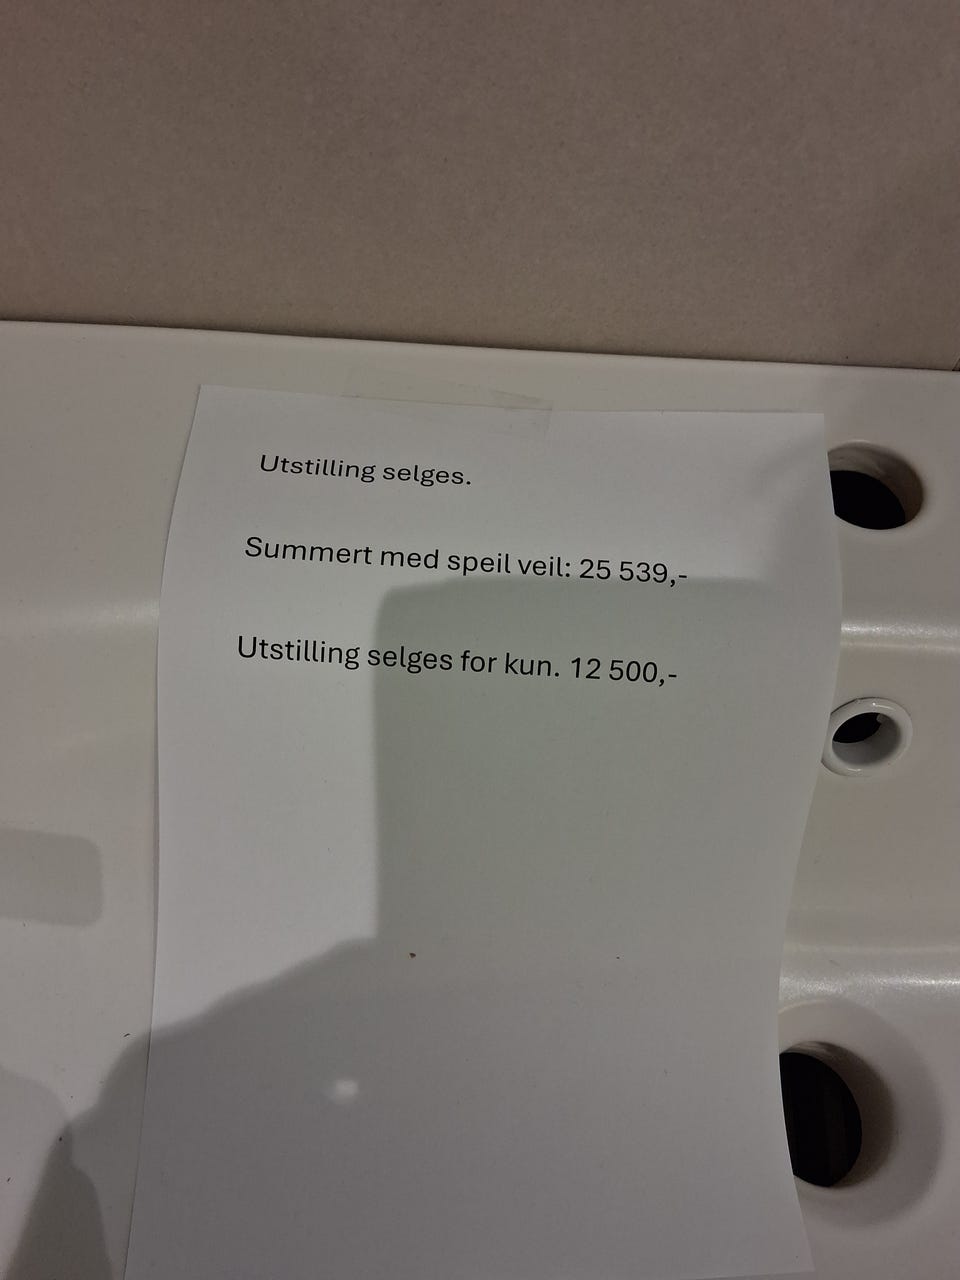 Utstilling selges.
Summert med speil veil: 25 539,-
Utstilling selges for kun. 12 500,-